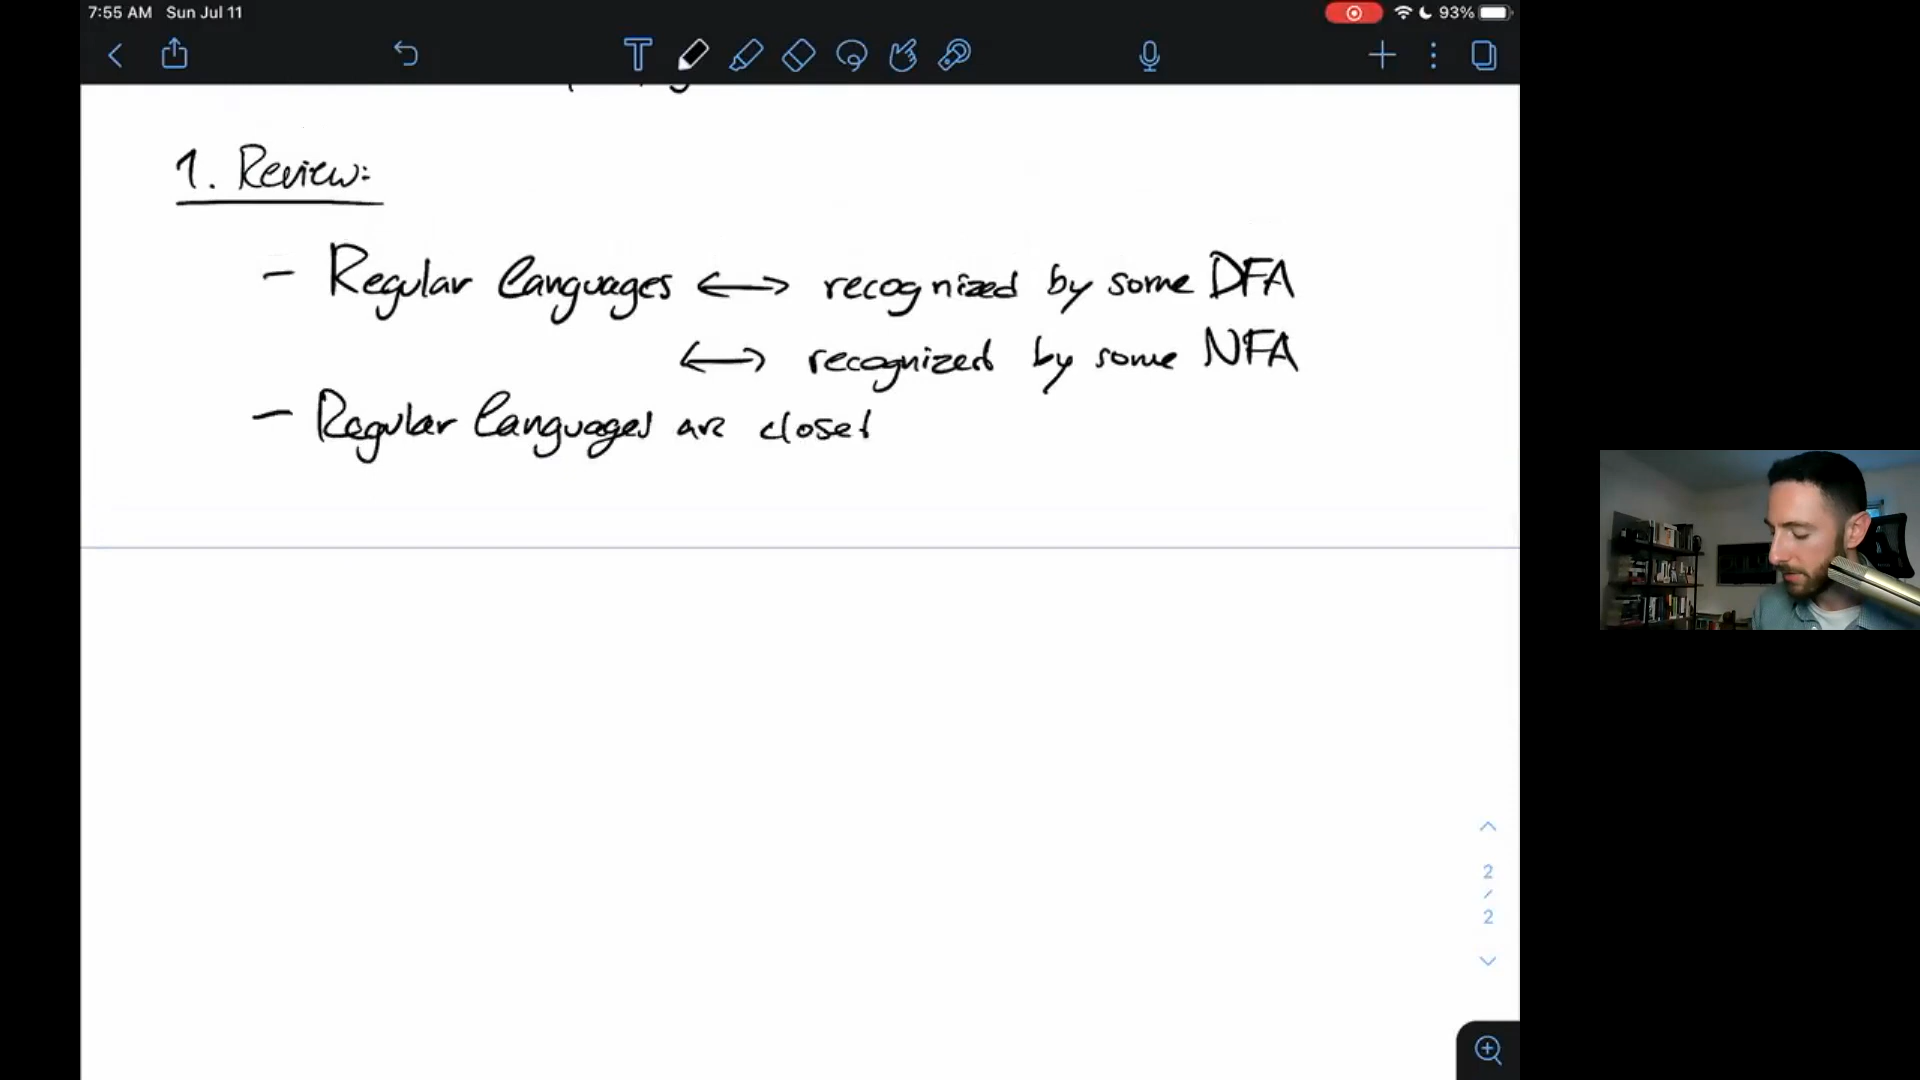 7:55 AM Sun Jul 11
93%
1. Review:
- Regular languages ⟷ recognized by some DFA
⟷ recognized by some NFA
- Regular languages are closed
2
/
2